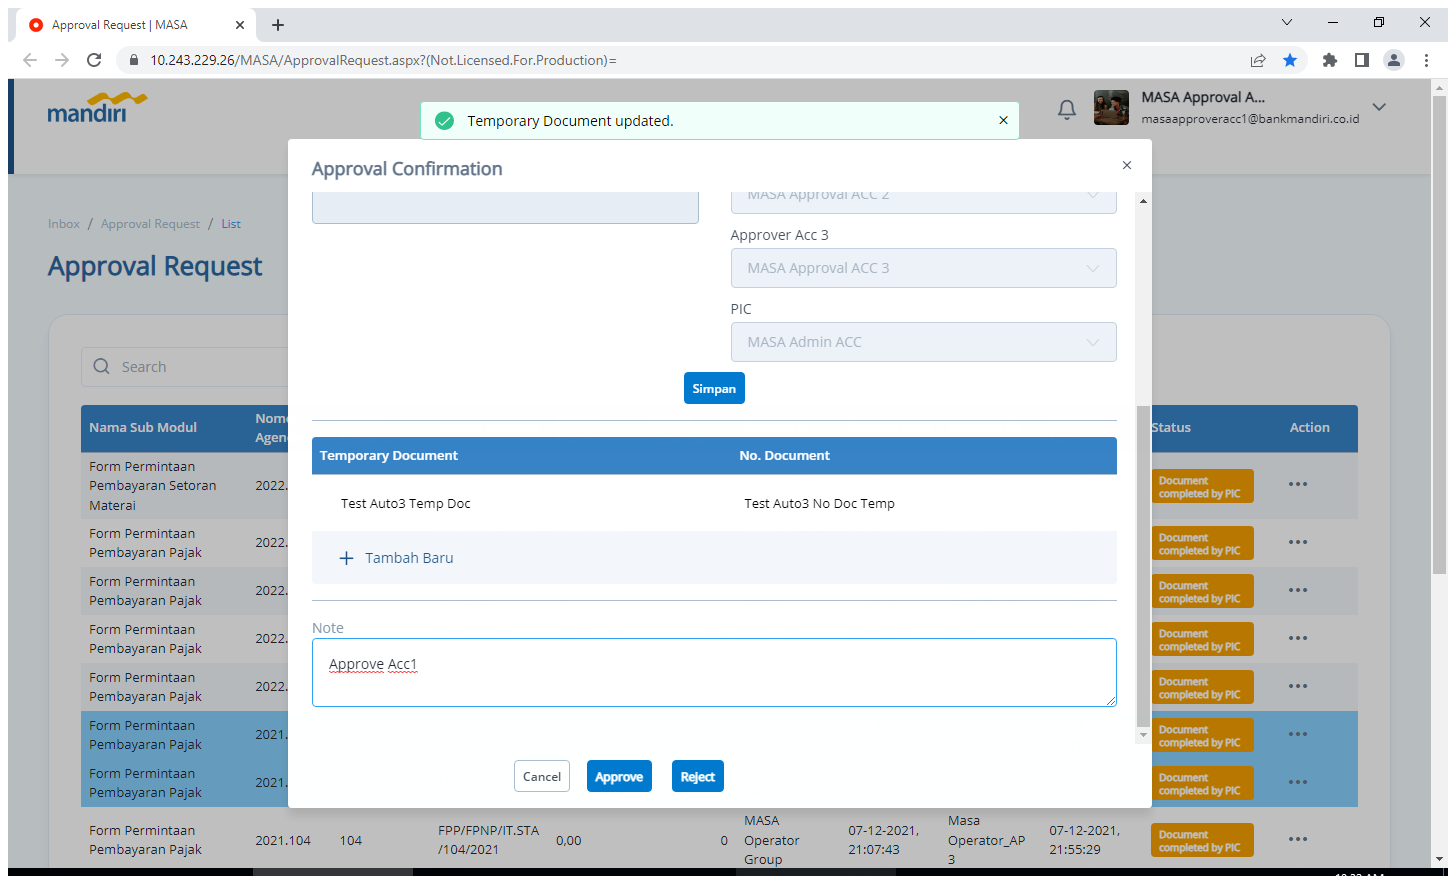 Approval Request | MASA
10.243.229.26/MASA/ApprovalRequest.aspx?(Not.Licensed.For.Production)=
mandiri
Temporary Document updated.
MASA Approval A...
masaapproveracc1@bankmandiri.co.id
Approval Confirmation
Inbox / Approval Request / List
Approval Request
Search
MASA Approval ACC 2
Approver Acc 3
MASA Approval ACC 3
PIC
MASA Admin ACC
Simpan
Temporary Document No. Document
Test Auto3 Temp Doc Test Auto3 No Doc Temp
+ Tambah Baru
Note
Approve Acc1
Cancel Approve Reject
Nama Sub Modul Status Action
Form Permintaan
Pembayaran Setoran
Materai
2022.
Document
completed by PIC
Form Permintaan
Pembayaran Pajak
2022.
Document
completed by PIC
Form Permintaan
Pembayaran Pajak
2022.
Document
completed by PIC
Form Permintaan
Pembayaran Pajak
2022.
Document
completed by PIC
Form Permintaan
Pembayaran Pajak
2022.
Document
completed by PIC
Form Permintaan
Pembayaran Pajak
2021.
Document
completed by PIC
Form Permintaan
Pembayaran Pajak
2021.
Document
completed by PIC
Form Permintaan
Pembayaran Pajak
2021.104
104
FPP/FPNP/IT.STA
/104/2021
0,00
0
MASA
Operator
Group
07-12-2021,
21:07:43
Masa
Operator_AP
3
07-12-2021,
21:55:29
Document
completed by PIC